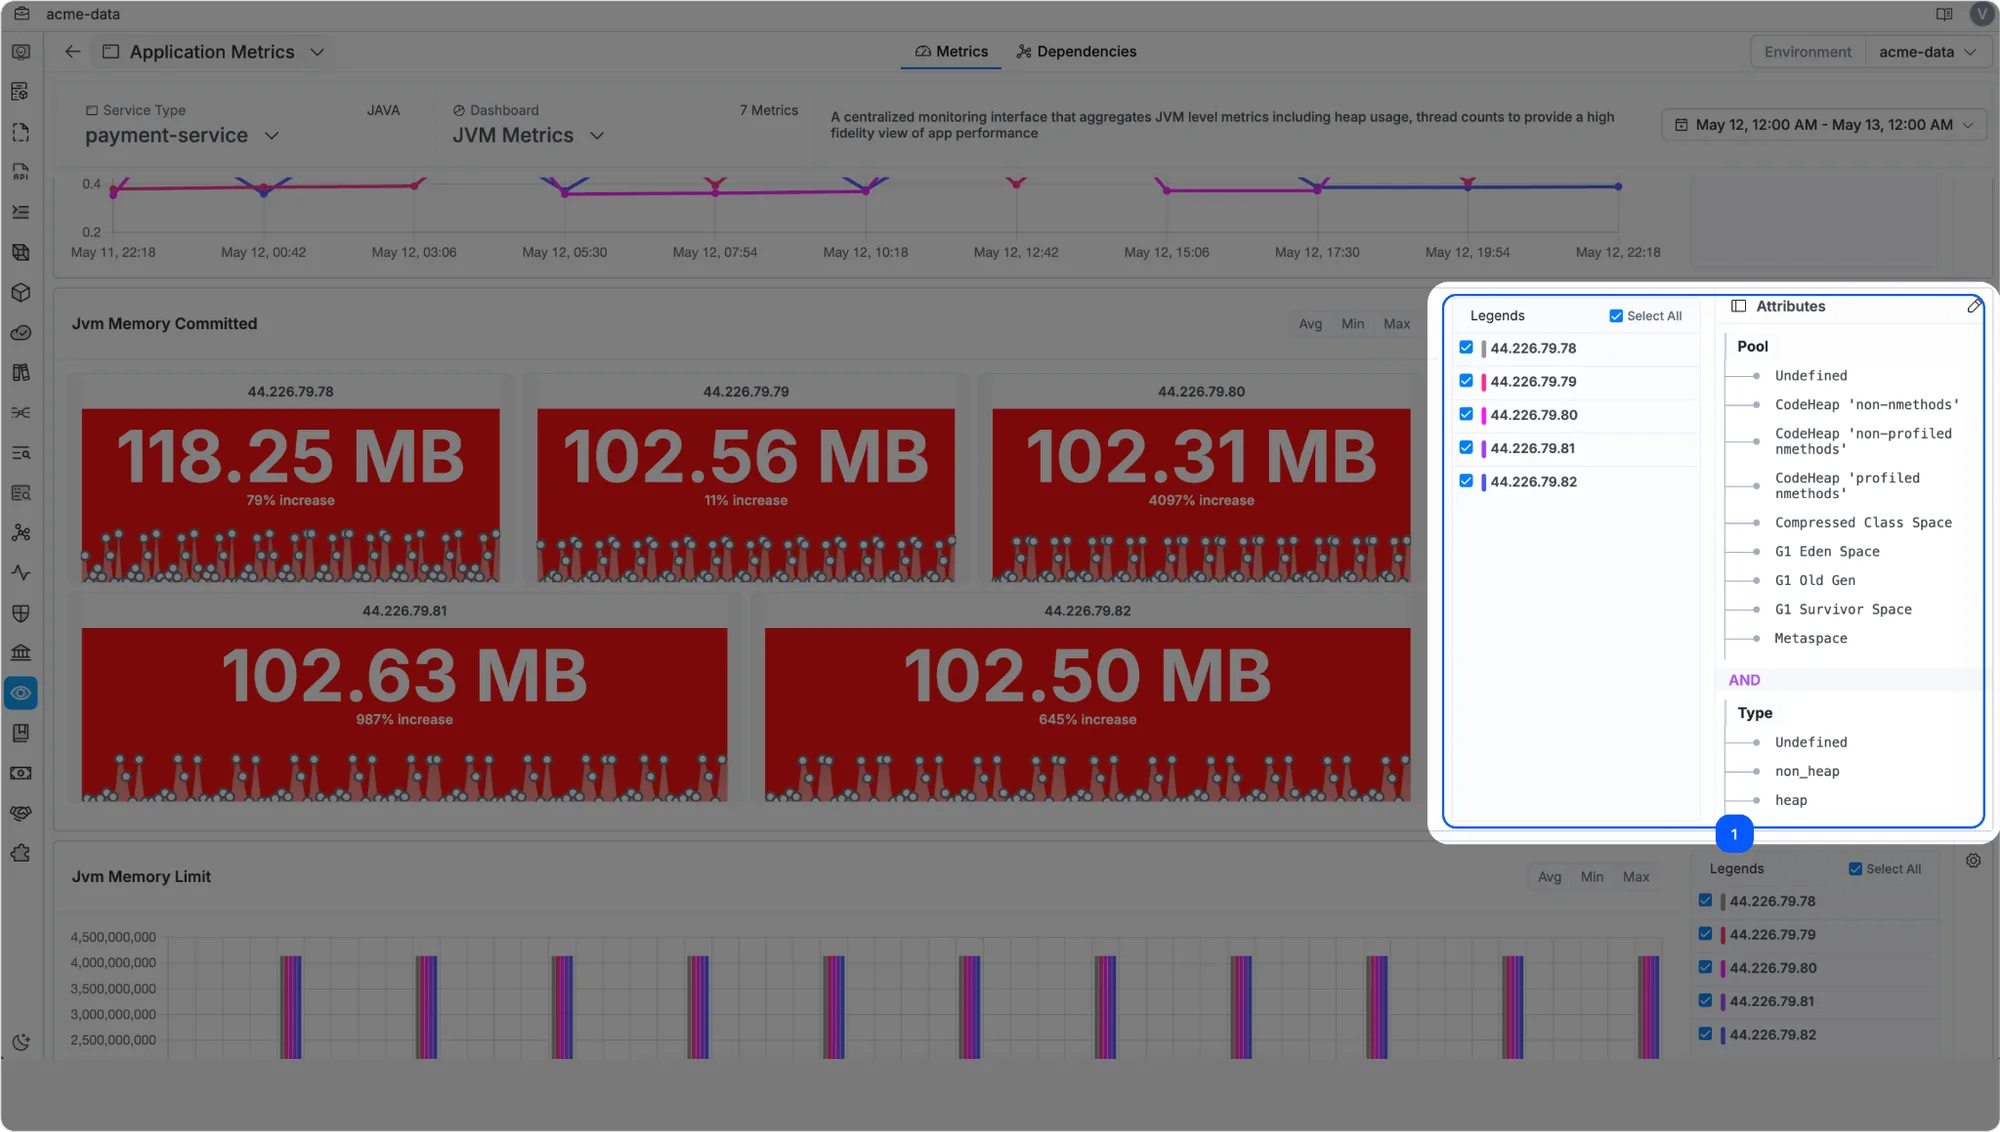 acme-data
V
Application Metrics
Metrics
Dependencies
Environment
acme-data
Service Type
JAVA
payment-service
Dashboard
7 Metrics
JVM Metrics
A centralized monitoring interface that aggregates JVM level metrics including heap usage, thread counts to provide a high
fidelity view of app performance
May 12, 12:00 AM - May 13, 12:00 AM
API
0.4
0.2
May 11, 22:18
May 12, 00:42
May 12, 03:06
May 12, 05:30
May 12, 07:54
May 12, 10:18
May 12, 12:42
May 12, 15:06
May 12, 17:30
May 12, 19:54
May 12, 22:18
Jvm Memory Committed
Avg
Min
Max
44.226.79.78
118.25 MB
79% increase
44.226.79.79
102.56 MB
11% increase
44.226.79.80
102.31 MB
4097% increase
44.226.79.81
102.63 MB
987% increase
44.226.79.82
102.50 MB
645% increase
Legends
Select All
44.226.79.78
44.226.79.79
44.226.79.80
44.226.79.81
44.226.79.82
Attributes
Pool
Undefined
CodeHeap 'non-nmethods'
CodeHeap 'non-profiled
nmethods'
CodeHeap 'profiled
nmethods'
Compressed Class Space
G1 Eden Space
G1 Old Gen
G1 Survivor Space
Metaspace
AND
Type
Undefined
non_heap
heap
1
Jvm Memory Limit
Avg
Min
Max
4,500,000,000
4,000,000,000
3,500,000,000
3,000,000,000
2,500,000,000
Legends
Select All
44.226.79.78
44.226.79.79
44.226.79.80
44.226.79.81
44.226.79.82